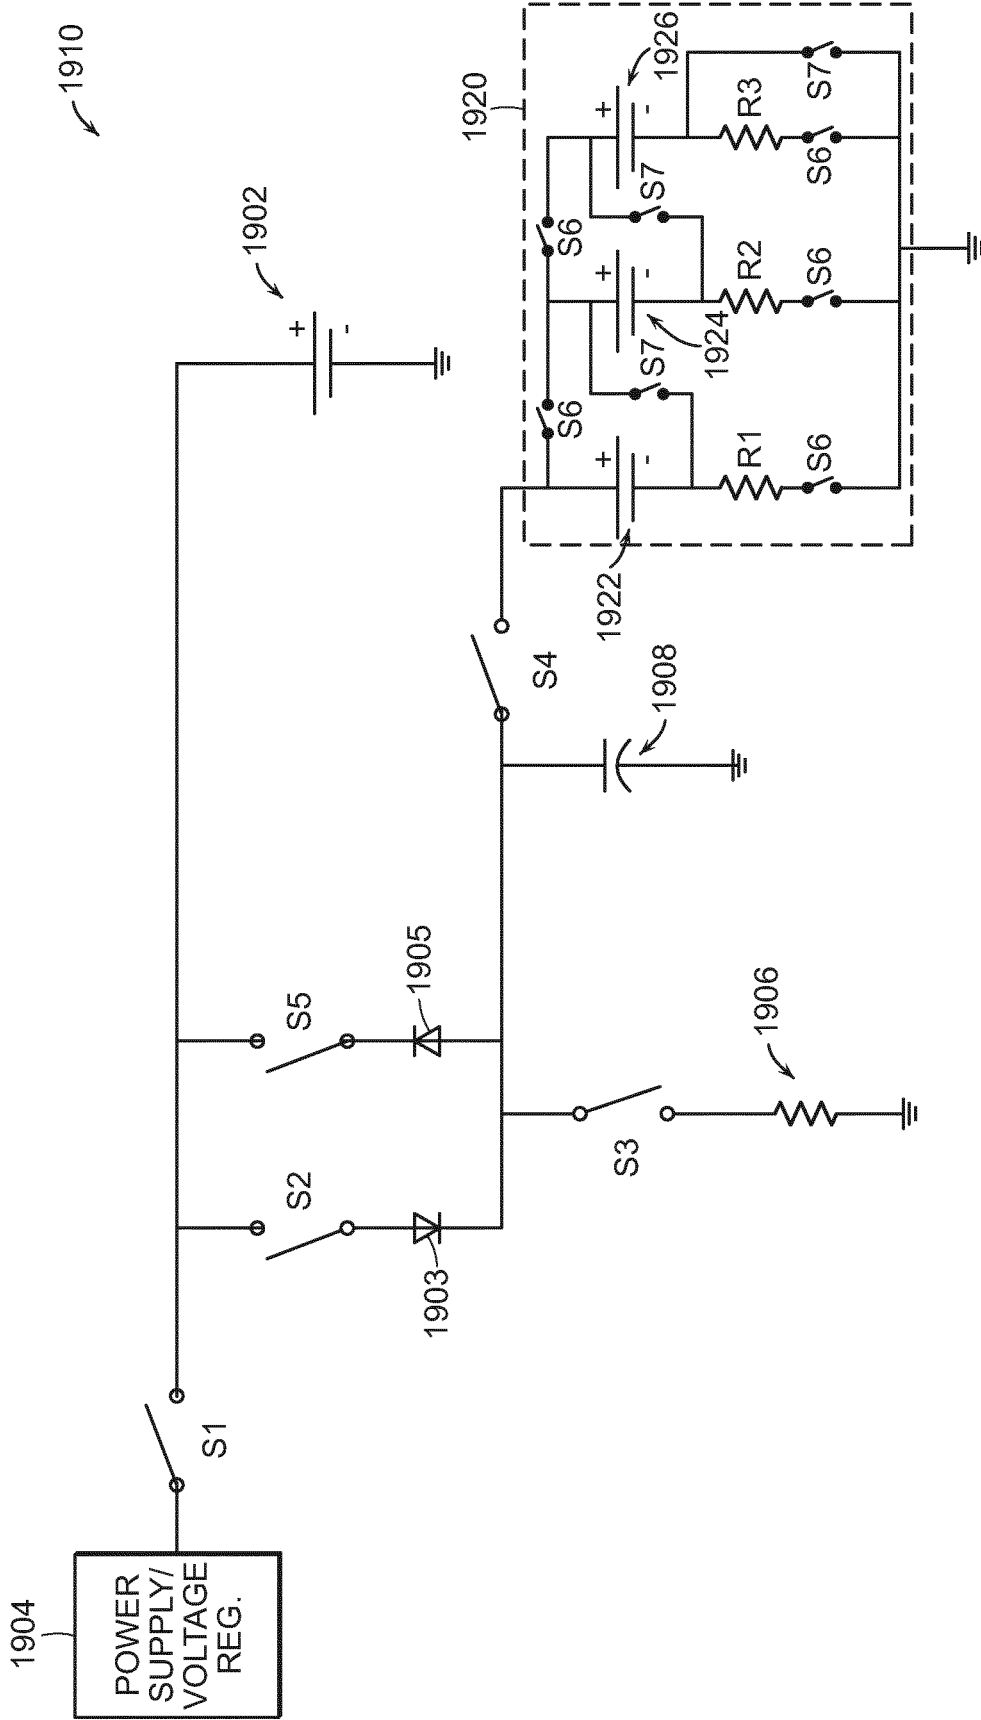 1910
1904
POWER
SUPPLY/
VOLTAGE
REG.
S1
S2
1903
S5
1905
S3
1906
1902
+
-
1908
S4
1920
S6
S6
1922
+
-
S7
1924
+
-
S7
1926
+
-
R1
R2
R3
S6
S6
S6
S7